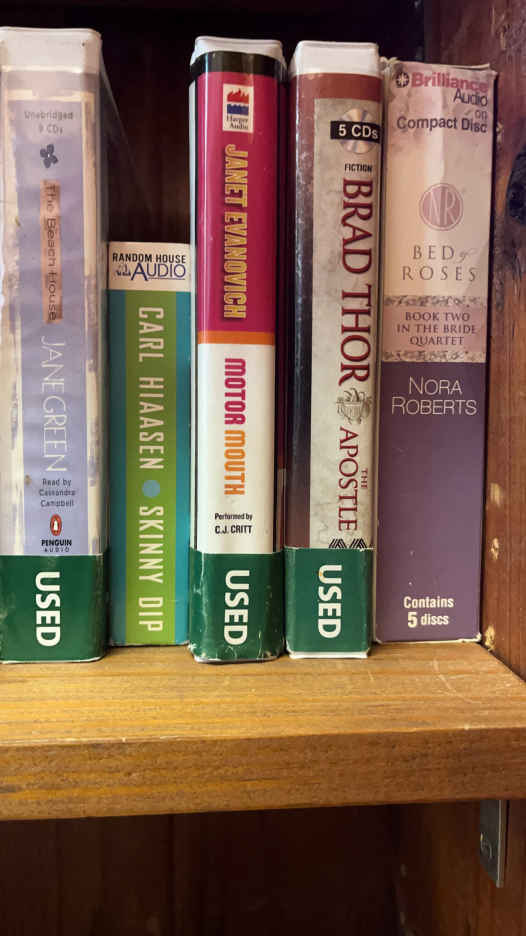 Unabridged
9 CDs
The Beach House
JANE GREEN
Read by
Cassandra
Campbell
PENGUIN
AUDIO
USED
RANDOM HOUSE
AUDIO
CARL HIAASEN
SKINNY DIP
Harper
Audio
JANET EVANOVICH
MOTOR MOUTH
Performed by
C.J. CRITT
USED
5 CDs
FICTION
BRAD THOR
THE
APOSTLE
USED
Brilliance
Audio
on
Compact Disc
NR
BED of
ROSES
BOOK TWO
IN THE BRIDE
QUARTET
NORA
ROBERTS
Contains
5 discs